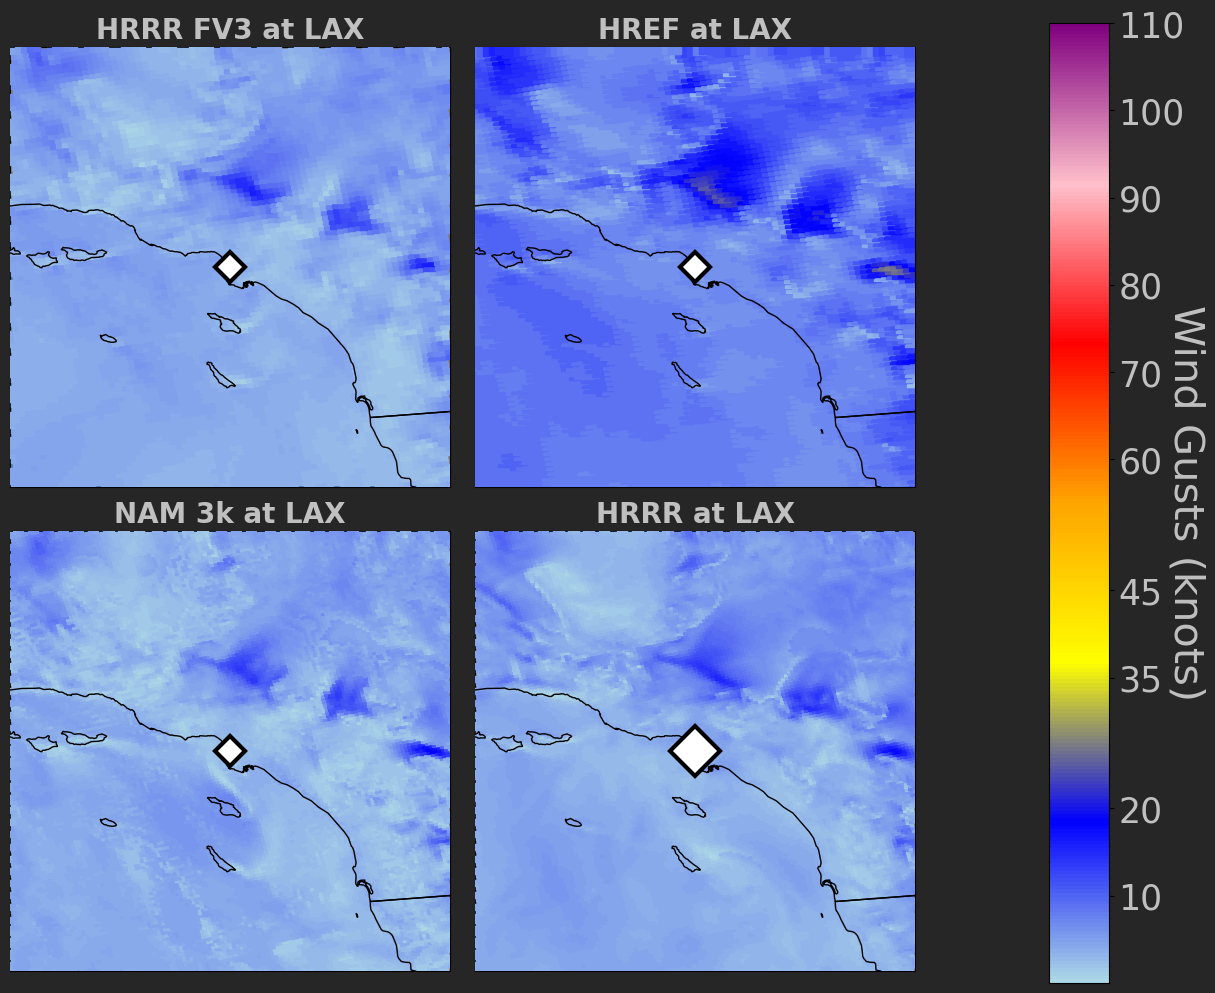 HRRR FV3 at LAX
HREF at LAX
NAM 3k at LAX
HRRR at LAX
110
100
90
80
70
60
45
35
20
10
Wind Gusts (knots)